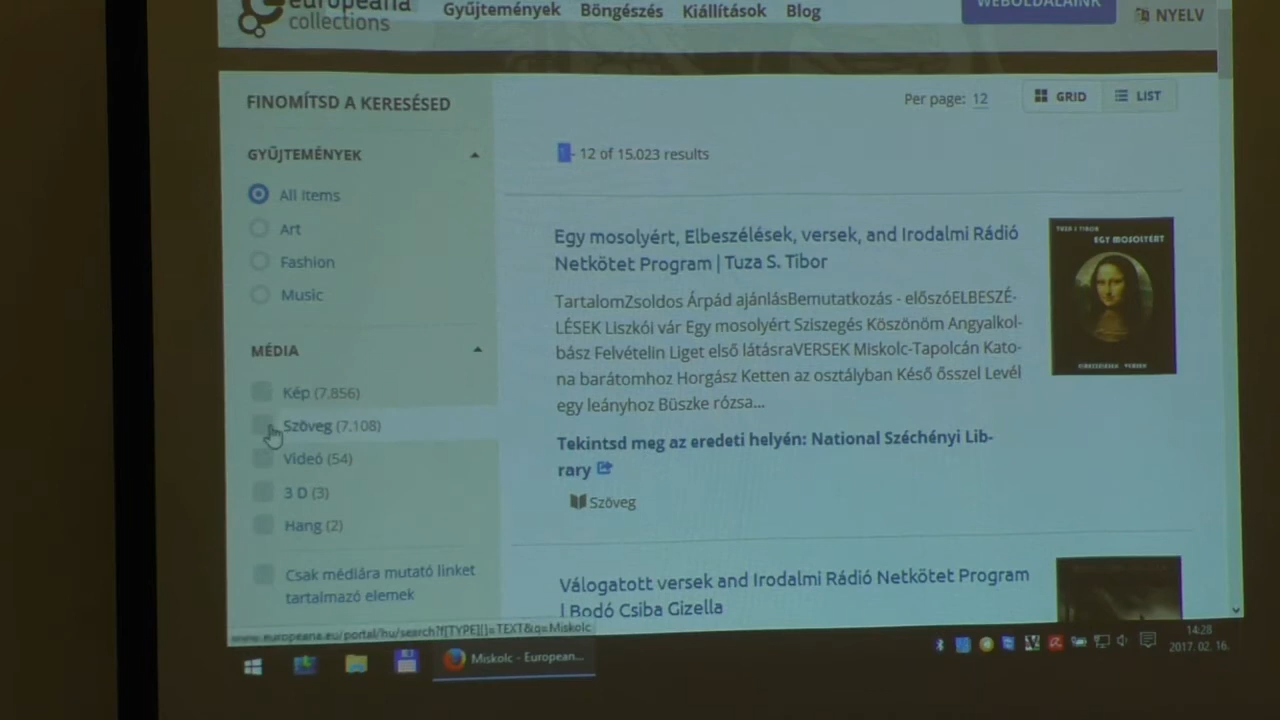 europeana
collections
Gyűjtemények Böngészés Kiállítások Blog
WEBOLDALAINK
NYELV
FINOMÍTSD A KERESÉSED
GYŰJTEMÉNYEK
All items
Art
Fashion
Music
MÉDIA
Kép (7.856)
Szöveg (7.108)
Videó (54)
3 D (3)
Hang (2)
Csak médiára mutató linket
tartalmazó elemek
Per page: 12
GRID
LIST
1 - 12 of 15.023 results
Egy mosolyért, Elbeszélések, versek, and Irodalmi Rádió
Netkötet Program | Tuza S. Tibor
TartalomZsoldos Árpád ajánlásBemutatkozás - előszóELBESZÉ-
LÉSEK Liszkói vár Egy mosolyért Sziszegés Köszönöm Angyalkol-
bász Felvételin Liget első látásraVERSEK Miskolc-Tapolcán Kato-
na barátomhoz Horgász Ketten az osztályban Késő ősszel Levél
egy leányhoz Büszke rózsa...
Tekintsd meg az eredeti helyén: National Széchényi Lib-
rary
Szöveg
EGY MOSOLYÉRT
Válogatott versek and Irodalmi Rádió Netkötet Program
| Bodó Csiba Gizella
www.europeana.eu/portal/hu/search?f[TYPE][]=TEXT&q=Miskolc
Miskolc - European...
14:28
2017. 02. 16.